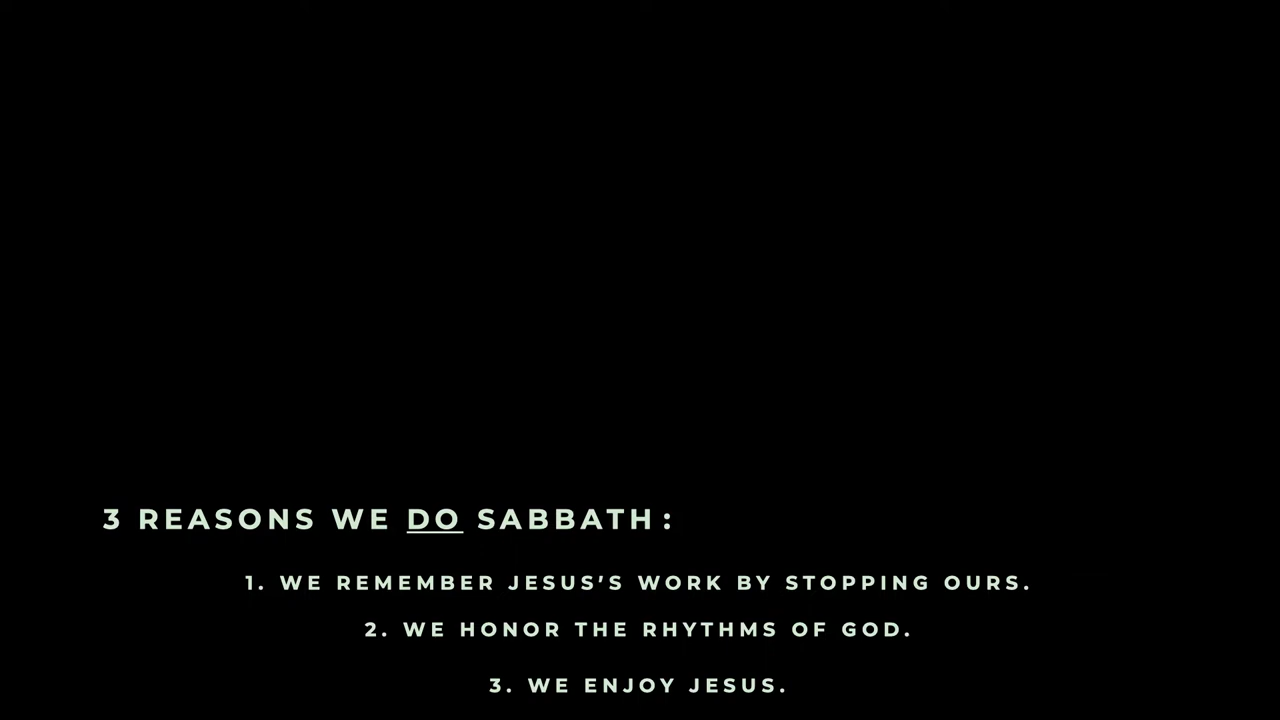 3 REASONS WE DO SABBATH :
1. WE REMEMBER JESUS'S WORK BY STOPPING OURS.
2. WE HONOR THE RHYTHMS OF GOD.
3. WE ENJOY JESUS.